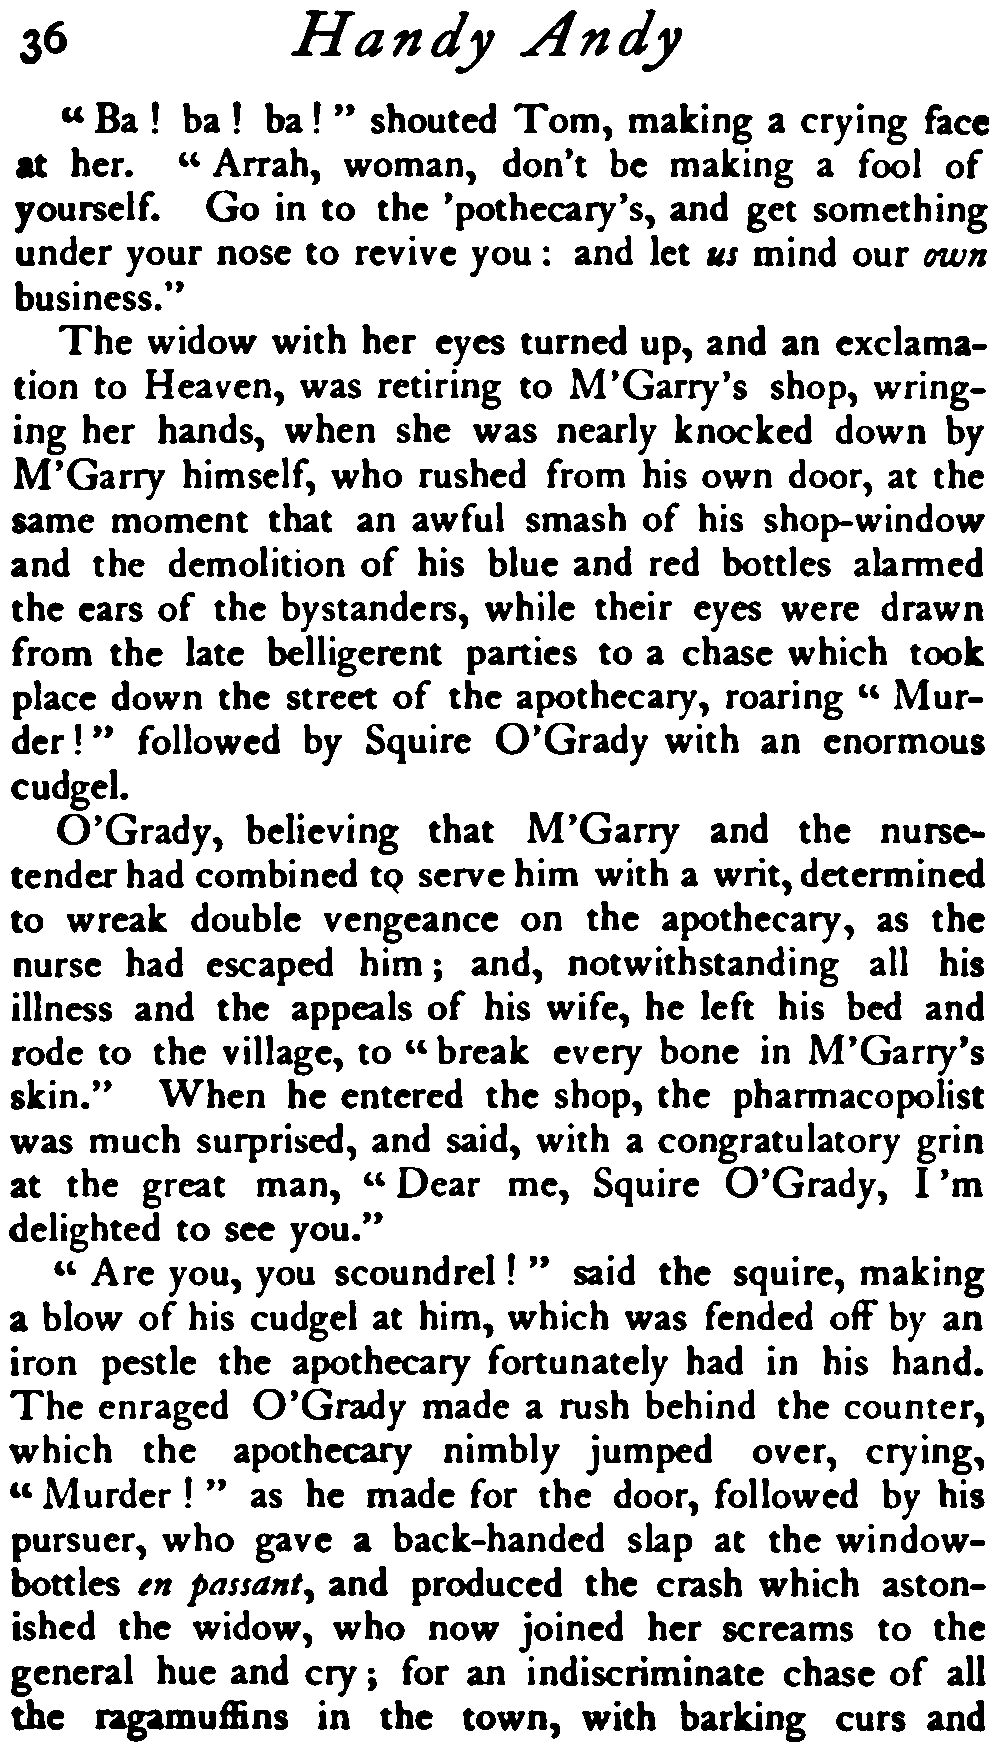 36 Handy Andy
“ Ba ! ba ! ba ! ” shouted Tom, making a crying face
at her. “ Arrah, woman, don’t be making a fool of
yourself. Go in to the ’pothecary’s, and get something
under your nose to revive you : and let us mind our own
business.”
The widow with her eyes turned up, and an exclama-
tion to Heaven, was retiring to M’Garry’s shop, wring-
ing her hands, when she was nearly knocked down by
M’Garry himself, who rushed from his own door, at the
same moment that an awful smash of his shop-window
and the demolition of his blue and red bottles alarmed
the ears of the bystanders, while their eyes were drawn
from the late belligerent parties to a chase which took
place down the street of the apothecary, roaring “ Mur-
der ! ” followed by Squire O’Grady with an enormous
cudgel.
O’Grady, believing that M’Garry and the nurse-
tender had combined to serve him with a writ, determined
to wreak double vengeance on the apothecary, as the
nurse had escaped him ; and, notwithstanding all his
illness and the appeals of his wife, he left his bed and
rode to the village, to “ break every bone in M’Garry’s
skin.” When he entered the shop, the pharmacopolist
was much surprised, and said, with a congratulatory grin
at the great man, “ Dear me, Squire O’Grady, I ’m
delighted to see you.”
“ Are you, you scoundrel ! ” said the squire, making
a blow of his cudgel at him, which was fended off by an
iron pestle the apothecary fortunately had in his hand.
The enraged O’Grady made a rush behind the counter,
which the apothecary nimbly jumped over, crying,
“ Murder ! ” as he made for the door, followed by his
pursuer, who gave a back-handed slap at the window-
bottles en passant, and produced the crash which aston-
ished the widow, who now joined her screams to the
general hue and cry ; for an indiscriminate chase of all
the ragamuffins in the town, with barking curs and